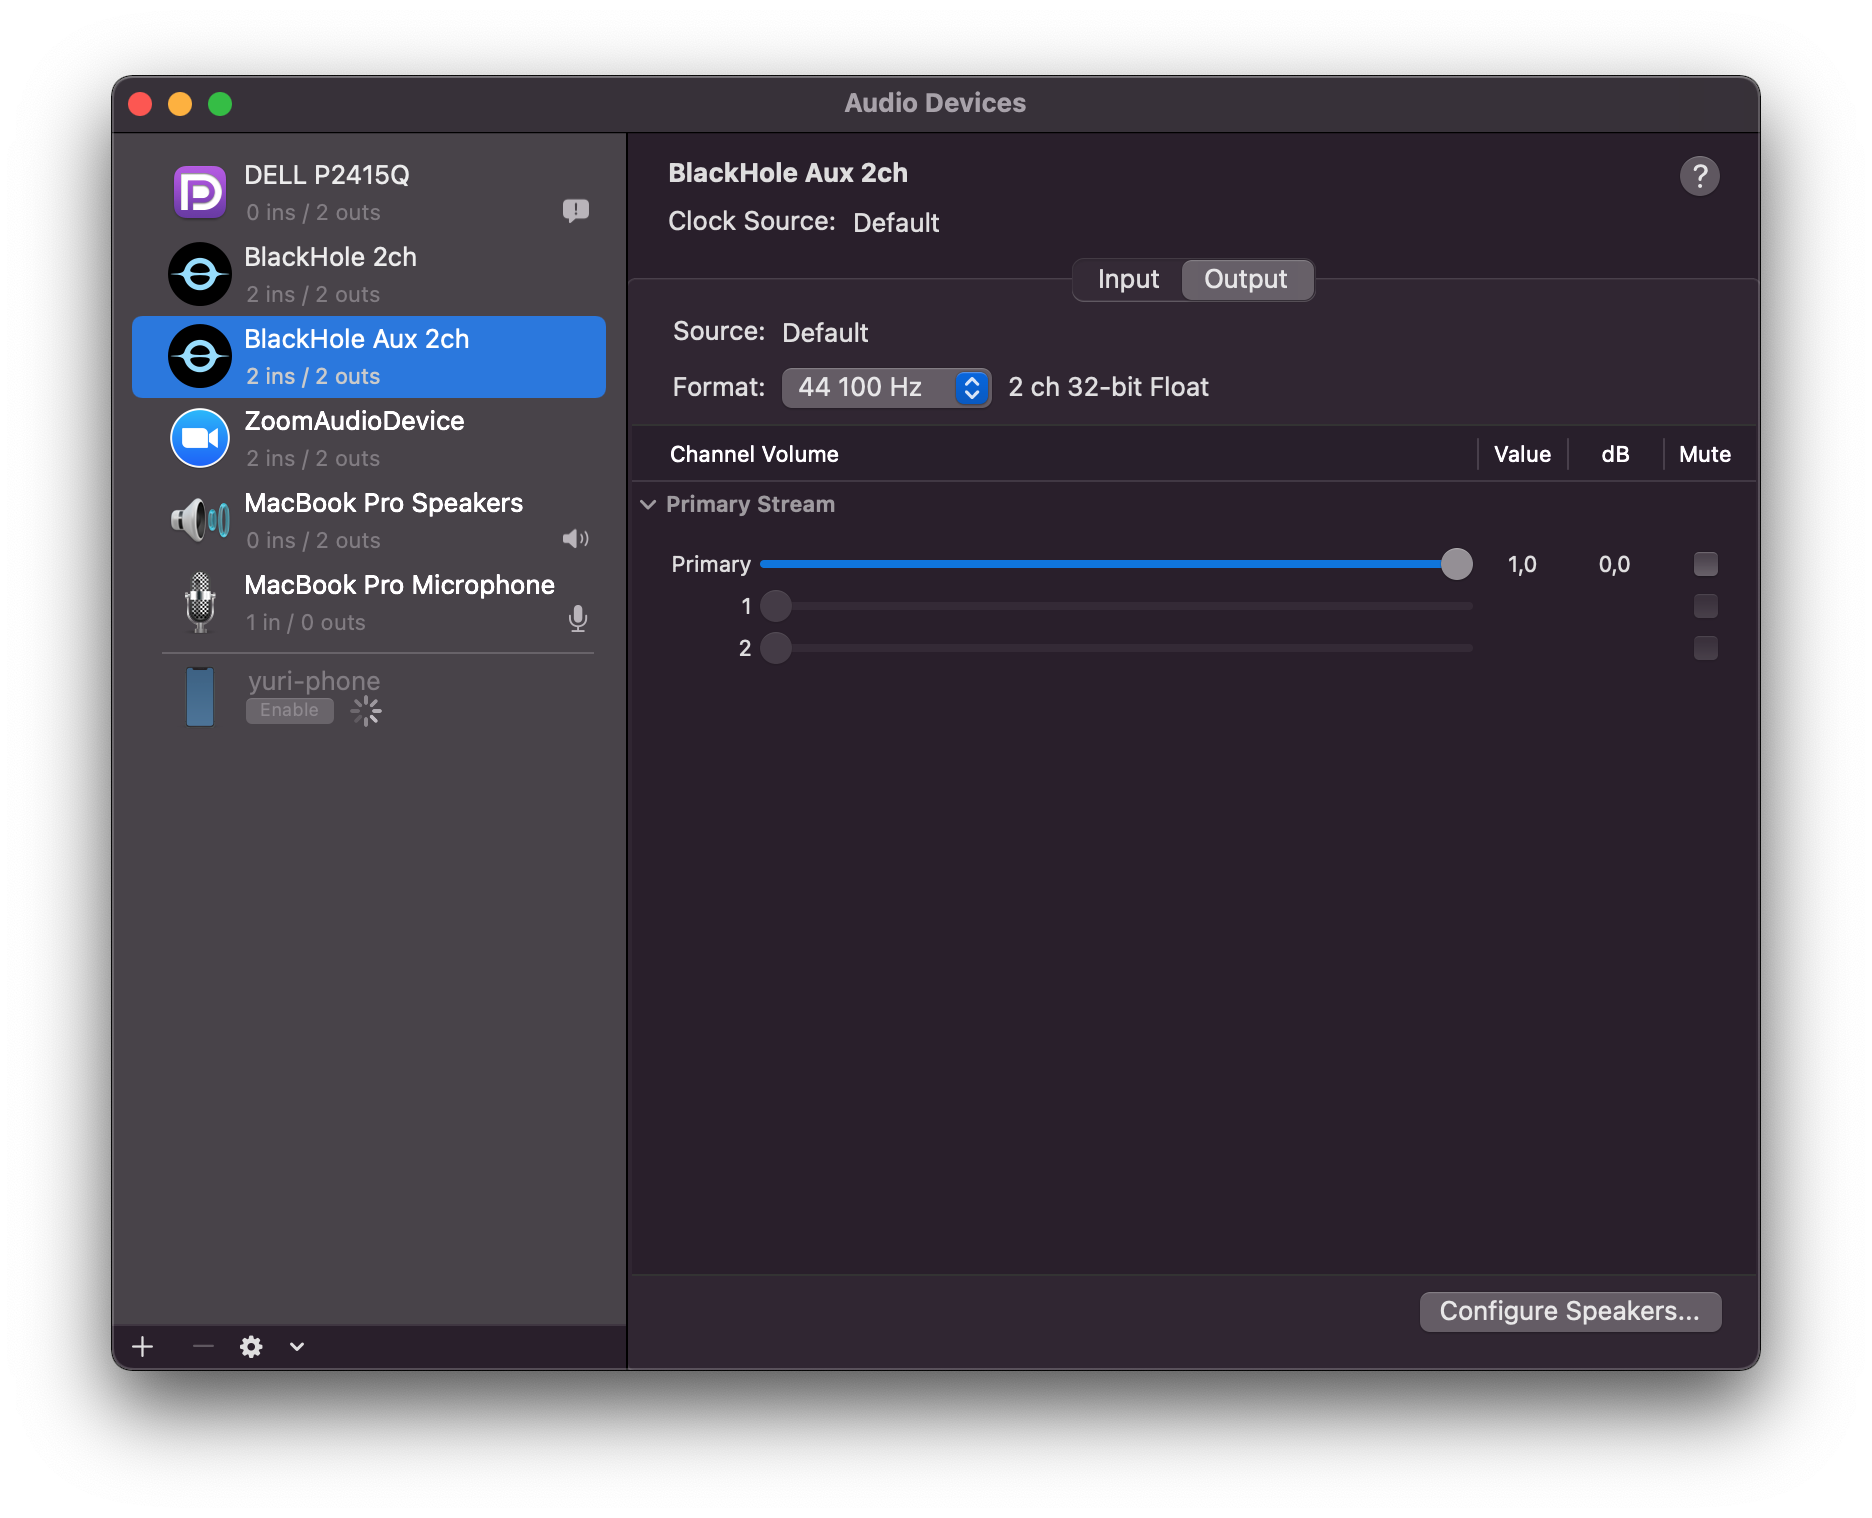 Audio Devices
DELL P2415Q
0 ins / 2 outs
BlackHole 2ch
2 ins / 2 outs
BlackHole Aux 2ch
2 ins / 2 outs
ZoomAudioDevice
2 ins / 2 outs
MacBook Pro Speakers
0 ins / 2 outs
MacBook Pro Microphone
1 in / 0 outs
yuri-phone
Enable
BlackHole Aux 2ch
?
Clock Source: Default
Input Output
Source: Default
Format: 44 100 Hz 2 ch 32-bit Float
Channel Volume Value dB Mute
Primary Stream
Primary 1,0 0,0
1
2
Configure Speakers...